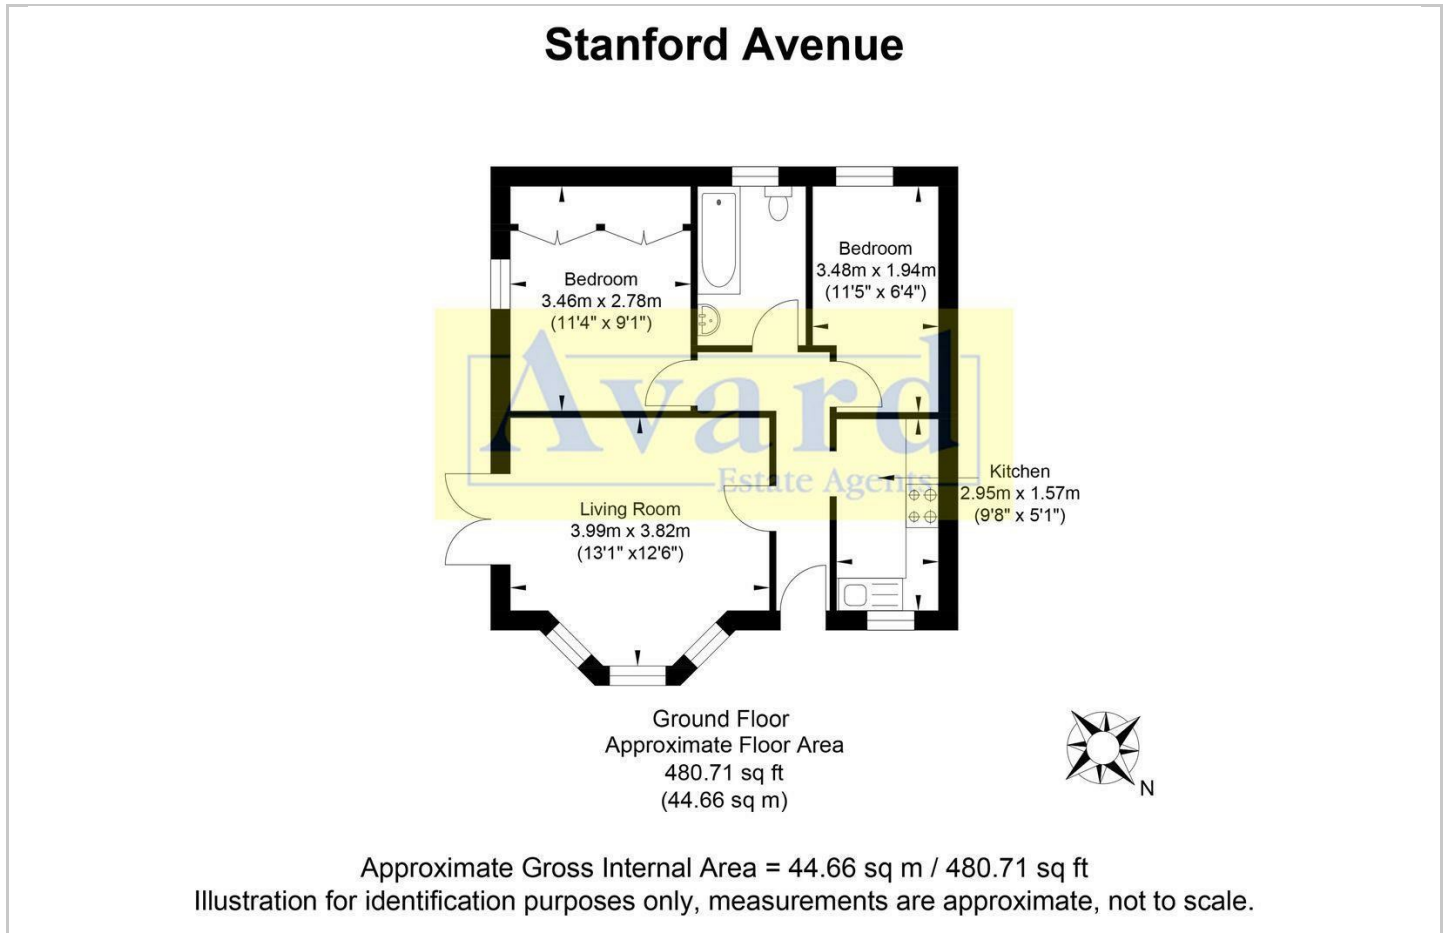 Stanford Avenue
Bedroom
3.46m x 2.78m
(11'4" x 9'1")
Bedroom
3.48m x 1.94m
(11'5" x 6'4")
Avard
Estate Agents
Living Room
3.99m x 3.82m
(13'1" x12'6")
Kitchen
2.95m x 1.57m
(9'8" x 5'1")
Ground Floor
Approximate Floor Area
480.71 sq ft
(44.66 sq m)
N
Approximate Gross Internal Area = 44.66 sq m / 480.71 sq ft
Illustration for identification purposes only, measurements are approximate, not to scale.